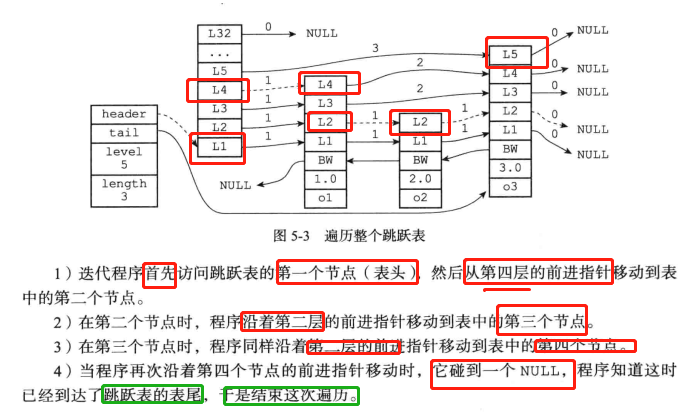 L32 0 NULL
...
L5 3 L5 0 NULL
L4 1 L4 2 L4 0 NULL
L3 1 L3 2 L3 0 NULL
L2 1 L2 1 L2 1 L2 0 NULL
L1 1 L1 1 L1 1 L1 0 NULL
header
tail
level
5
length
3
NULL BW BW BW
1.0 2.0 3.0
o1 o2 o3
图 5-3 遍历整个跳跃表
1）迭代程序首先访问跳跃表的第一个节点（表头），然后从第四层的前进指针移动到表
中的第二个节点。
2）在第二个节点时，程序沿着第二层的前进指针移动到表中的第三个节点。
3）在第三个节点时，程序同样沿着第二层的前进指针移动到表中的第四个节点。
4）当程序再次沿着第四个节点的前进指针移动时，它碰到一个 NULL，程序知道这时
已经到达了跳跃表的表尾，于是结束这次遍历。